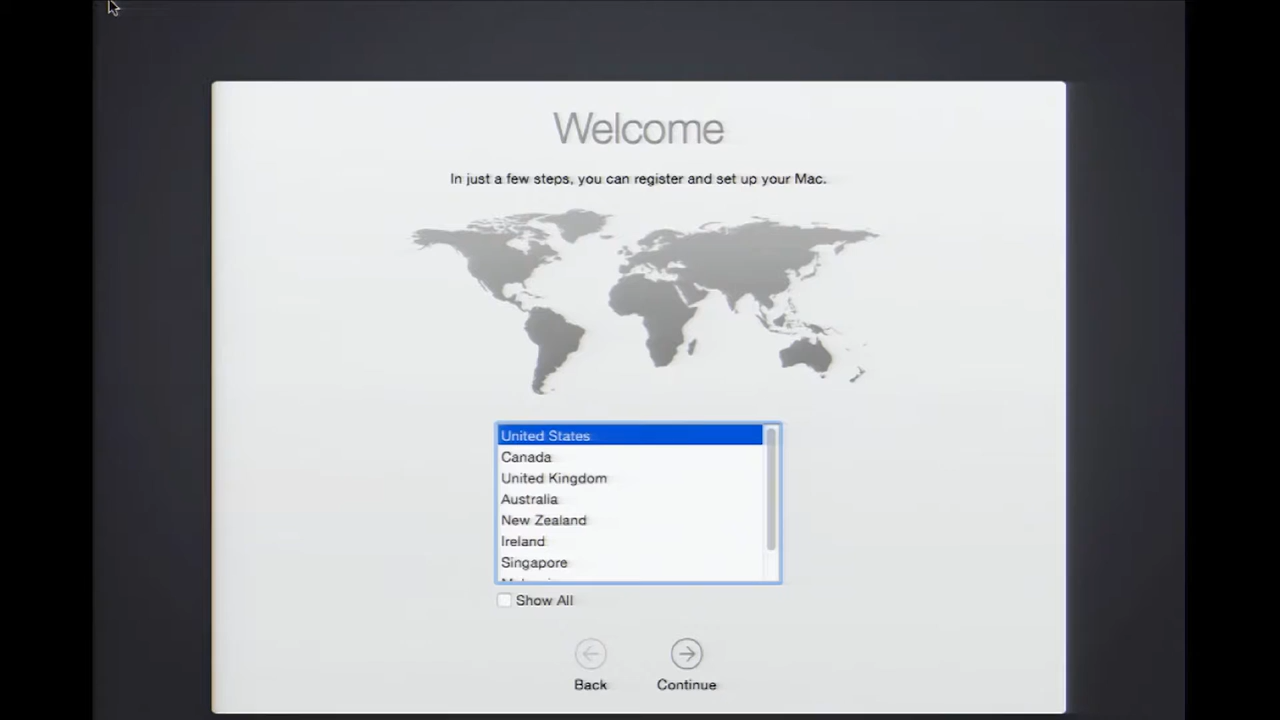 Welcome
In just a few steps, you can register and set up your Mac.
United States
Canada
United Kingdom
Australia
New Zealand
Ireland
Singapore
Show All
Back
Continue